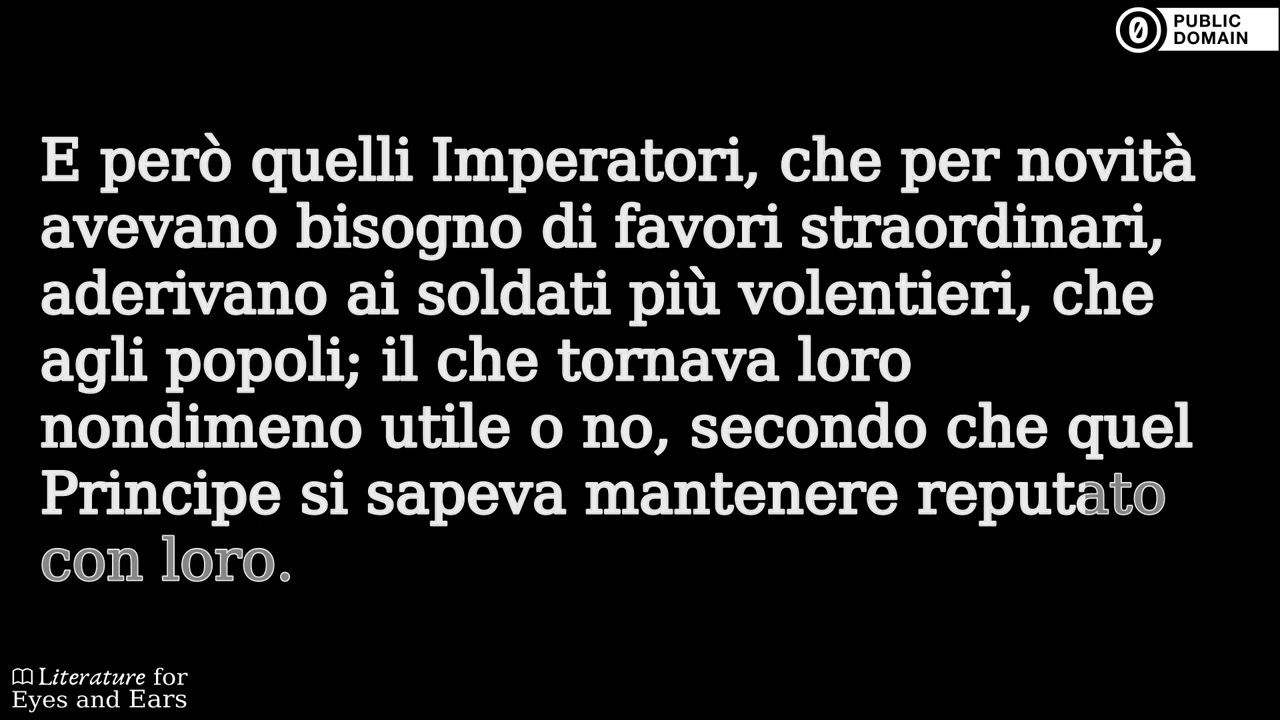 PUBLIC
DOMAIN
E però quelli Imperatori, che per novità
avevano bisogno di favori straordinari,
aderivano ai soldati più volentieri, che
agli popoli; il che tornava loro
nondimeno utile o no, secondo che quel
Principe si sapeva mantenere reputato
con loro.
Literature for
Eyes and Ears